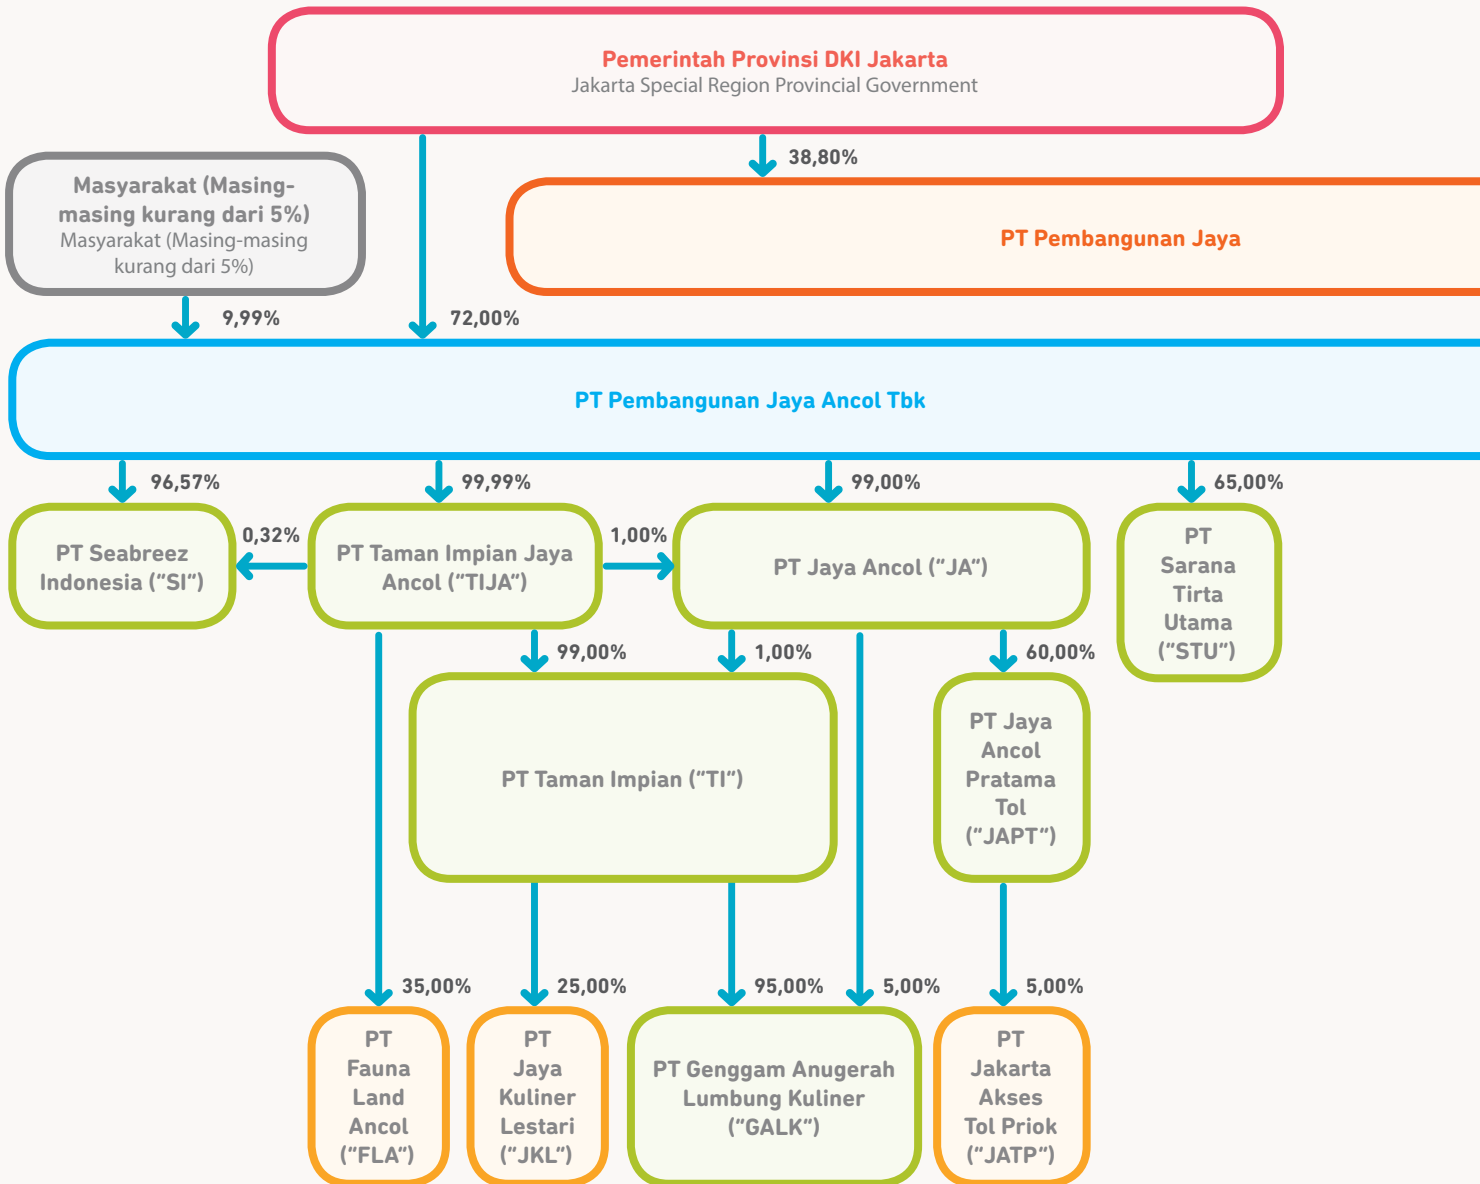 Pemerintah Provinsi DKI Jakarta
Jakarta Special Region Provincial Government
38,80%
Masyarakat (Masing-
masing kurang dari 5%)
Masyarakat (Masing-masing
kurang dari 5%)
PT Pembangunan Jaya
9,99%
72,00%
PT Pembangunan Jaya Ancol Tbk
96,57%
99,99%
99,00%
65,00%
PT Seabreez
Indonesia ("SI")
0,32%
PT Taman Impian Jaya
Ancol ("TIJA")
1,00%
PT Jaya Ancol ("JA")
PT
Sarana
Tirta
Utama
("STU")
99,00%
1,00%
60,00%
PT Taman Impian ("TI")
PT Jaya
Ancol
Pratama
Tol
("JAPT")
35,00%
25,00%
95,00%
5,00%
5,00%
PT
Fauna
Land
Ancol
("FLA")
PT
Jaya
Kuliner
Lestari
("JKL")
PT Genggam Anugerah
Lumbung Kuliner
("GALK")
PT
Jakarta
Akses
Tol Priok
("JATP")